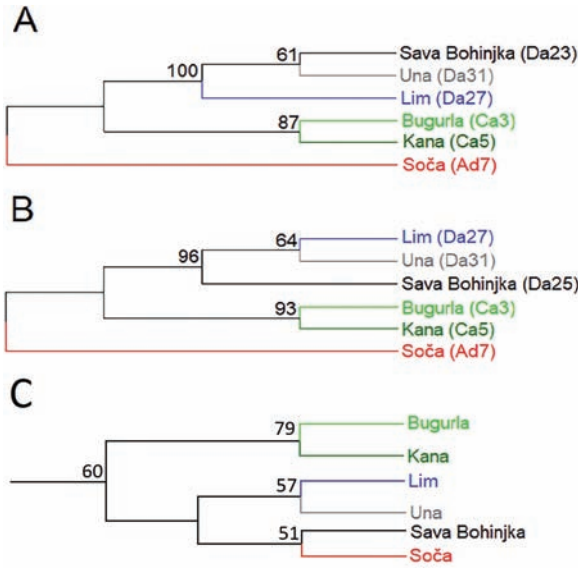 A
61 Sava Bohinjka (Da23)
100 Una (Da31)
Lim (Da27)
87 Bugurla (Ca3)
Kana (Ca5)
Soča (Ad7)
B
64 Lim (Da27)
96 Una (Da31)
Sava Bohinjka (Da25)
93 Bugurla (Ca3)
Kana (Ca5)
Soča (Ad7)
C
79 Bugurla
60 Kana
57 Lim
Una
51 Sava Bohinjka
Soča